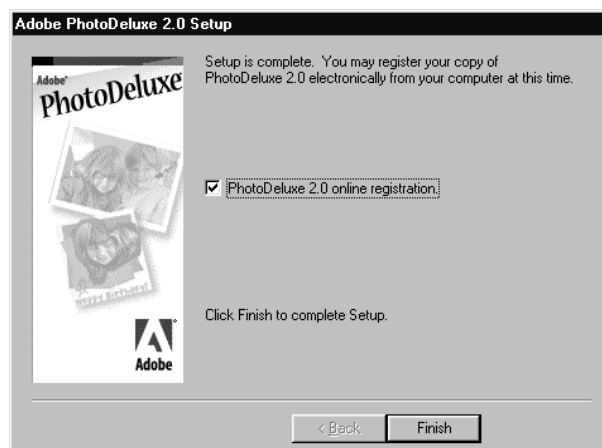 Adobe PhotoDeluxe 2.0 Setup
Adobe
PhotoDeluxe
HAPPY BIRTHDAY!
Adobe
Setup is complete. You may register your copy of
PhotoDeluxe 2.0 electronically from your computer at this time.
PhotoDeluxe 2.0 online registration.
Click Finish to complete Setup.
< Back
Finish